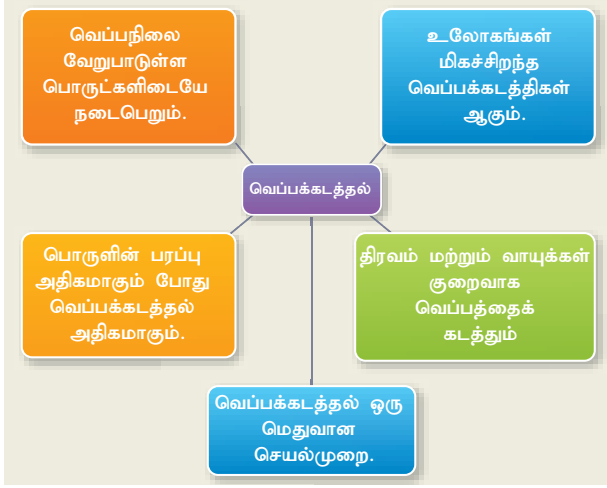 வெப்பநிலை
வேறுபாடுள்ள
பொருட்களிடையே
நடைபெறும்.
உலோகங்கள்
மிகச்சிறந்த
வெப்பக்கடத்திகள்
ஆகும்.
வெப்பக்கடத்தல்
பொருளின் பரப்பு
அதிகமாகும் போது
வெப்பக்கடத்தல்
அதிகமாகும்.
திரவம் மற்றும் வாயுக்கள்
குறைவாக
வெப்பத்தைக்
கடத்தும்
வெப்பக்கடத்தல் ஒரு
மெதுவான
செயல்முறை.